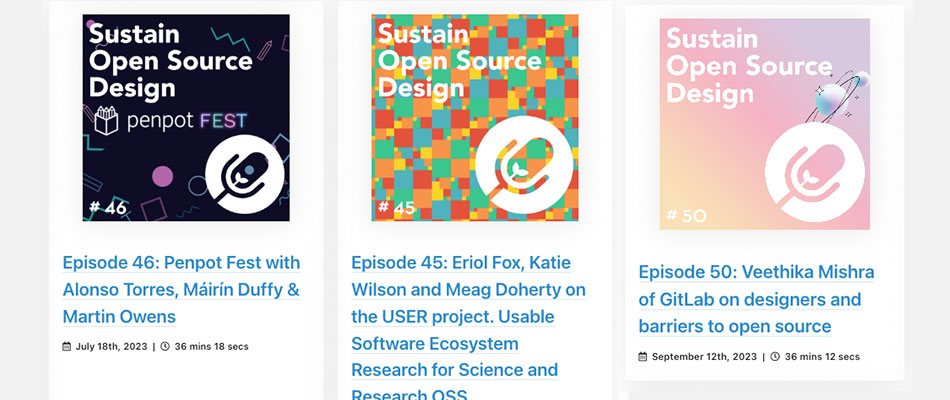 Sustain
Open Source
Design
penpot FEST
# 46
Episode 46: Penpot Fest with
Alonso Torres, Máirín Duffy &
Martin Owens
July 18th, 2023 | 36 mins 18 secs
Sustain
Open Source
Design
# 45
Episode 45: Eriol Fox, Katie
Wilson and Meag Doherty on
the USER project. Usable
Software Ecosystem
Research for Science and
Research OSS
Sustain
Open Source
Design
# 50
Episode 50: Veethika Mishra
of GitLab on designers and
barriers to open source
September 12th, 2023 | 36 mins 12 secs